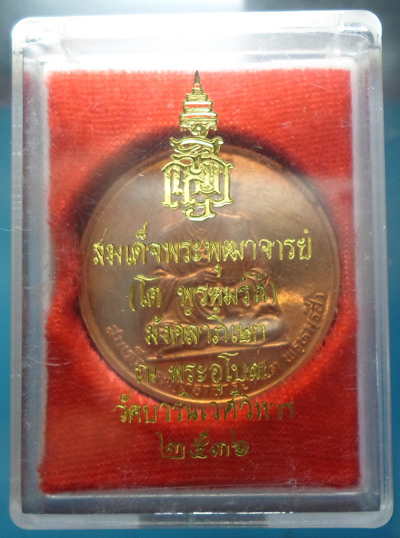 สมเด็จพระพุฒาจารย์
(โต พรหมรังสี)
มังคลาภิเษก
ณ พระอุโบสถ
วัดบวรนิเวศวิหาร
๒๕๓๖